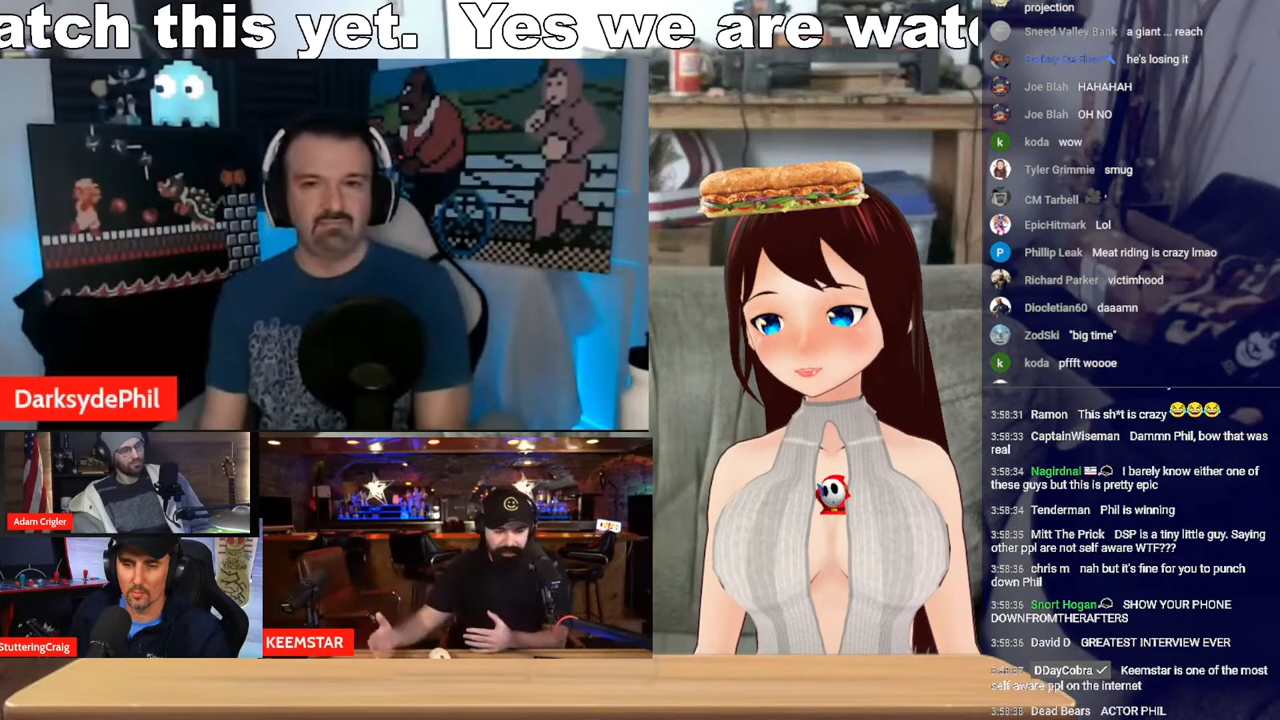 atch this yet.  Yes we are wat
projection
Sneed Valley Bank a giant ... reach
he's losing it
Joe Blah HAHAHAH
Joe Blah OH NO
koda wow
Tyler Grimmie smug
CM Tarbell
EpicHitmark Lol
Phillip Leak Meat riding is crazy lmao
Richard Parker victimhood
Diocletian60 daaamn
ZodSki "big time"
koda pffft woooe
3:58:31 Ramon This sh*t is crazy 😂😂😂
3:58:33 CaptainWiseman Dammn Phil, bow that was
real
3:58:34 Nagirdnal I barely know either one of
these guys but this is pretty epic
3:58:34 Tenderman Phil is winning
3:58:35 Mitt The Prick DSP is a tiny little guy. Saying
other ppl are not self aware WTF???
3:58:36 chris m nah but it's fine for you to punch
down Phil
3:58:36 Snort Hogan SHOW YOUR PHONE
DOWNFROMTHERAFTERS
3:58:36 David D GREATEST INTERVIEW EVER
DDayCobra ✓ Keemstar is one of the most
self aware ppl on the internet
3:58:38 Dead Bears ACTOR PHIL
DarksydePhil
Adam Crigler
StutteringCraig
KEEMSTAR